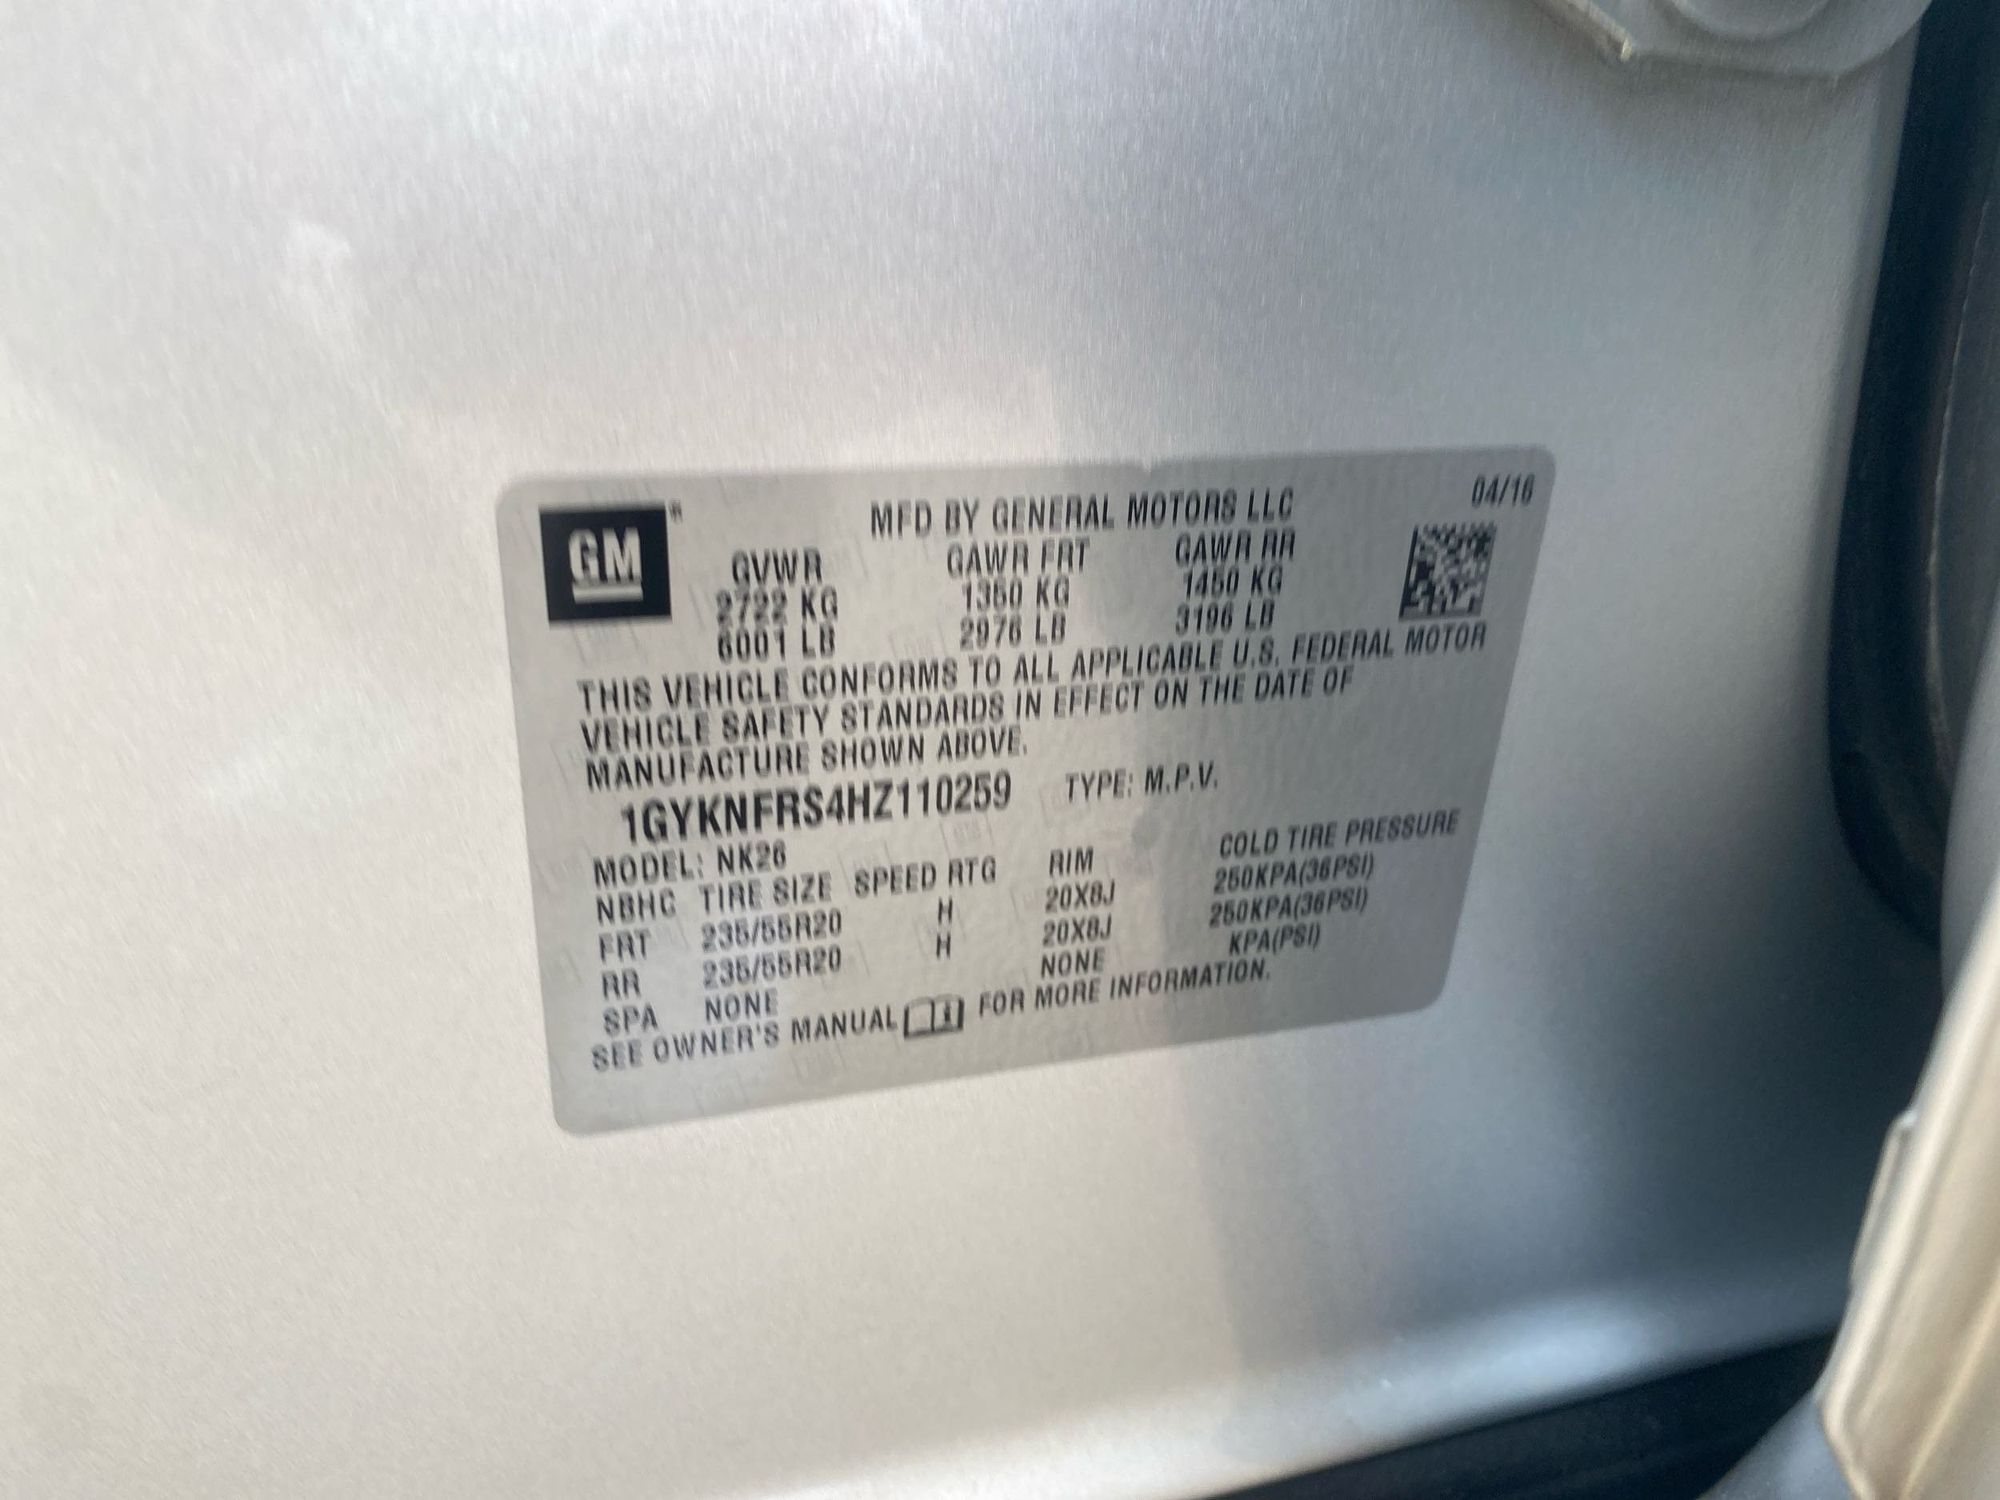 GM®
MFD BY GENERAL MOTORS LLC 04/16
GVWR GAWR FRT GAWR RR
2722 KG 1350 KG 1450 KG
6001 LB 2976 LB 3196 LB
THIS VEHICLE CONFORMS TO ALL APPLICABLE U.S. FEDERAL MOTOR
VEHICLE SAFETY STANDARDS IN EFFECT ON THE DATE OF
MANUFACTURE SHOWN ABOVE.
1GYKNFRS4HZ110259 TYPE: M.P.V.
MODEL: NK26
NBHC TIRE SIZE SPEED RTG RIM COLD TIRE PRESSURE
FRT 235/55R20 H 20X8J 250KPA(36PSI)
RR 235/55R20 H 20X8J 250KPA(36PSI)
SPA NONE NONE KPA(PSI)
SEE OWNER'S MANUAL FOR MORE INFORMATION.